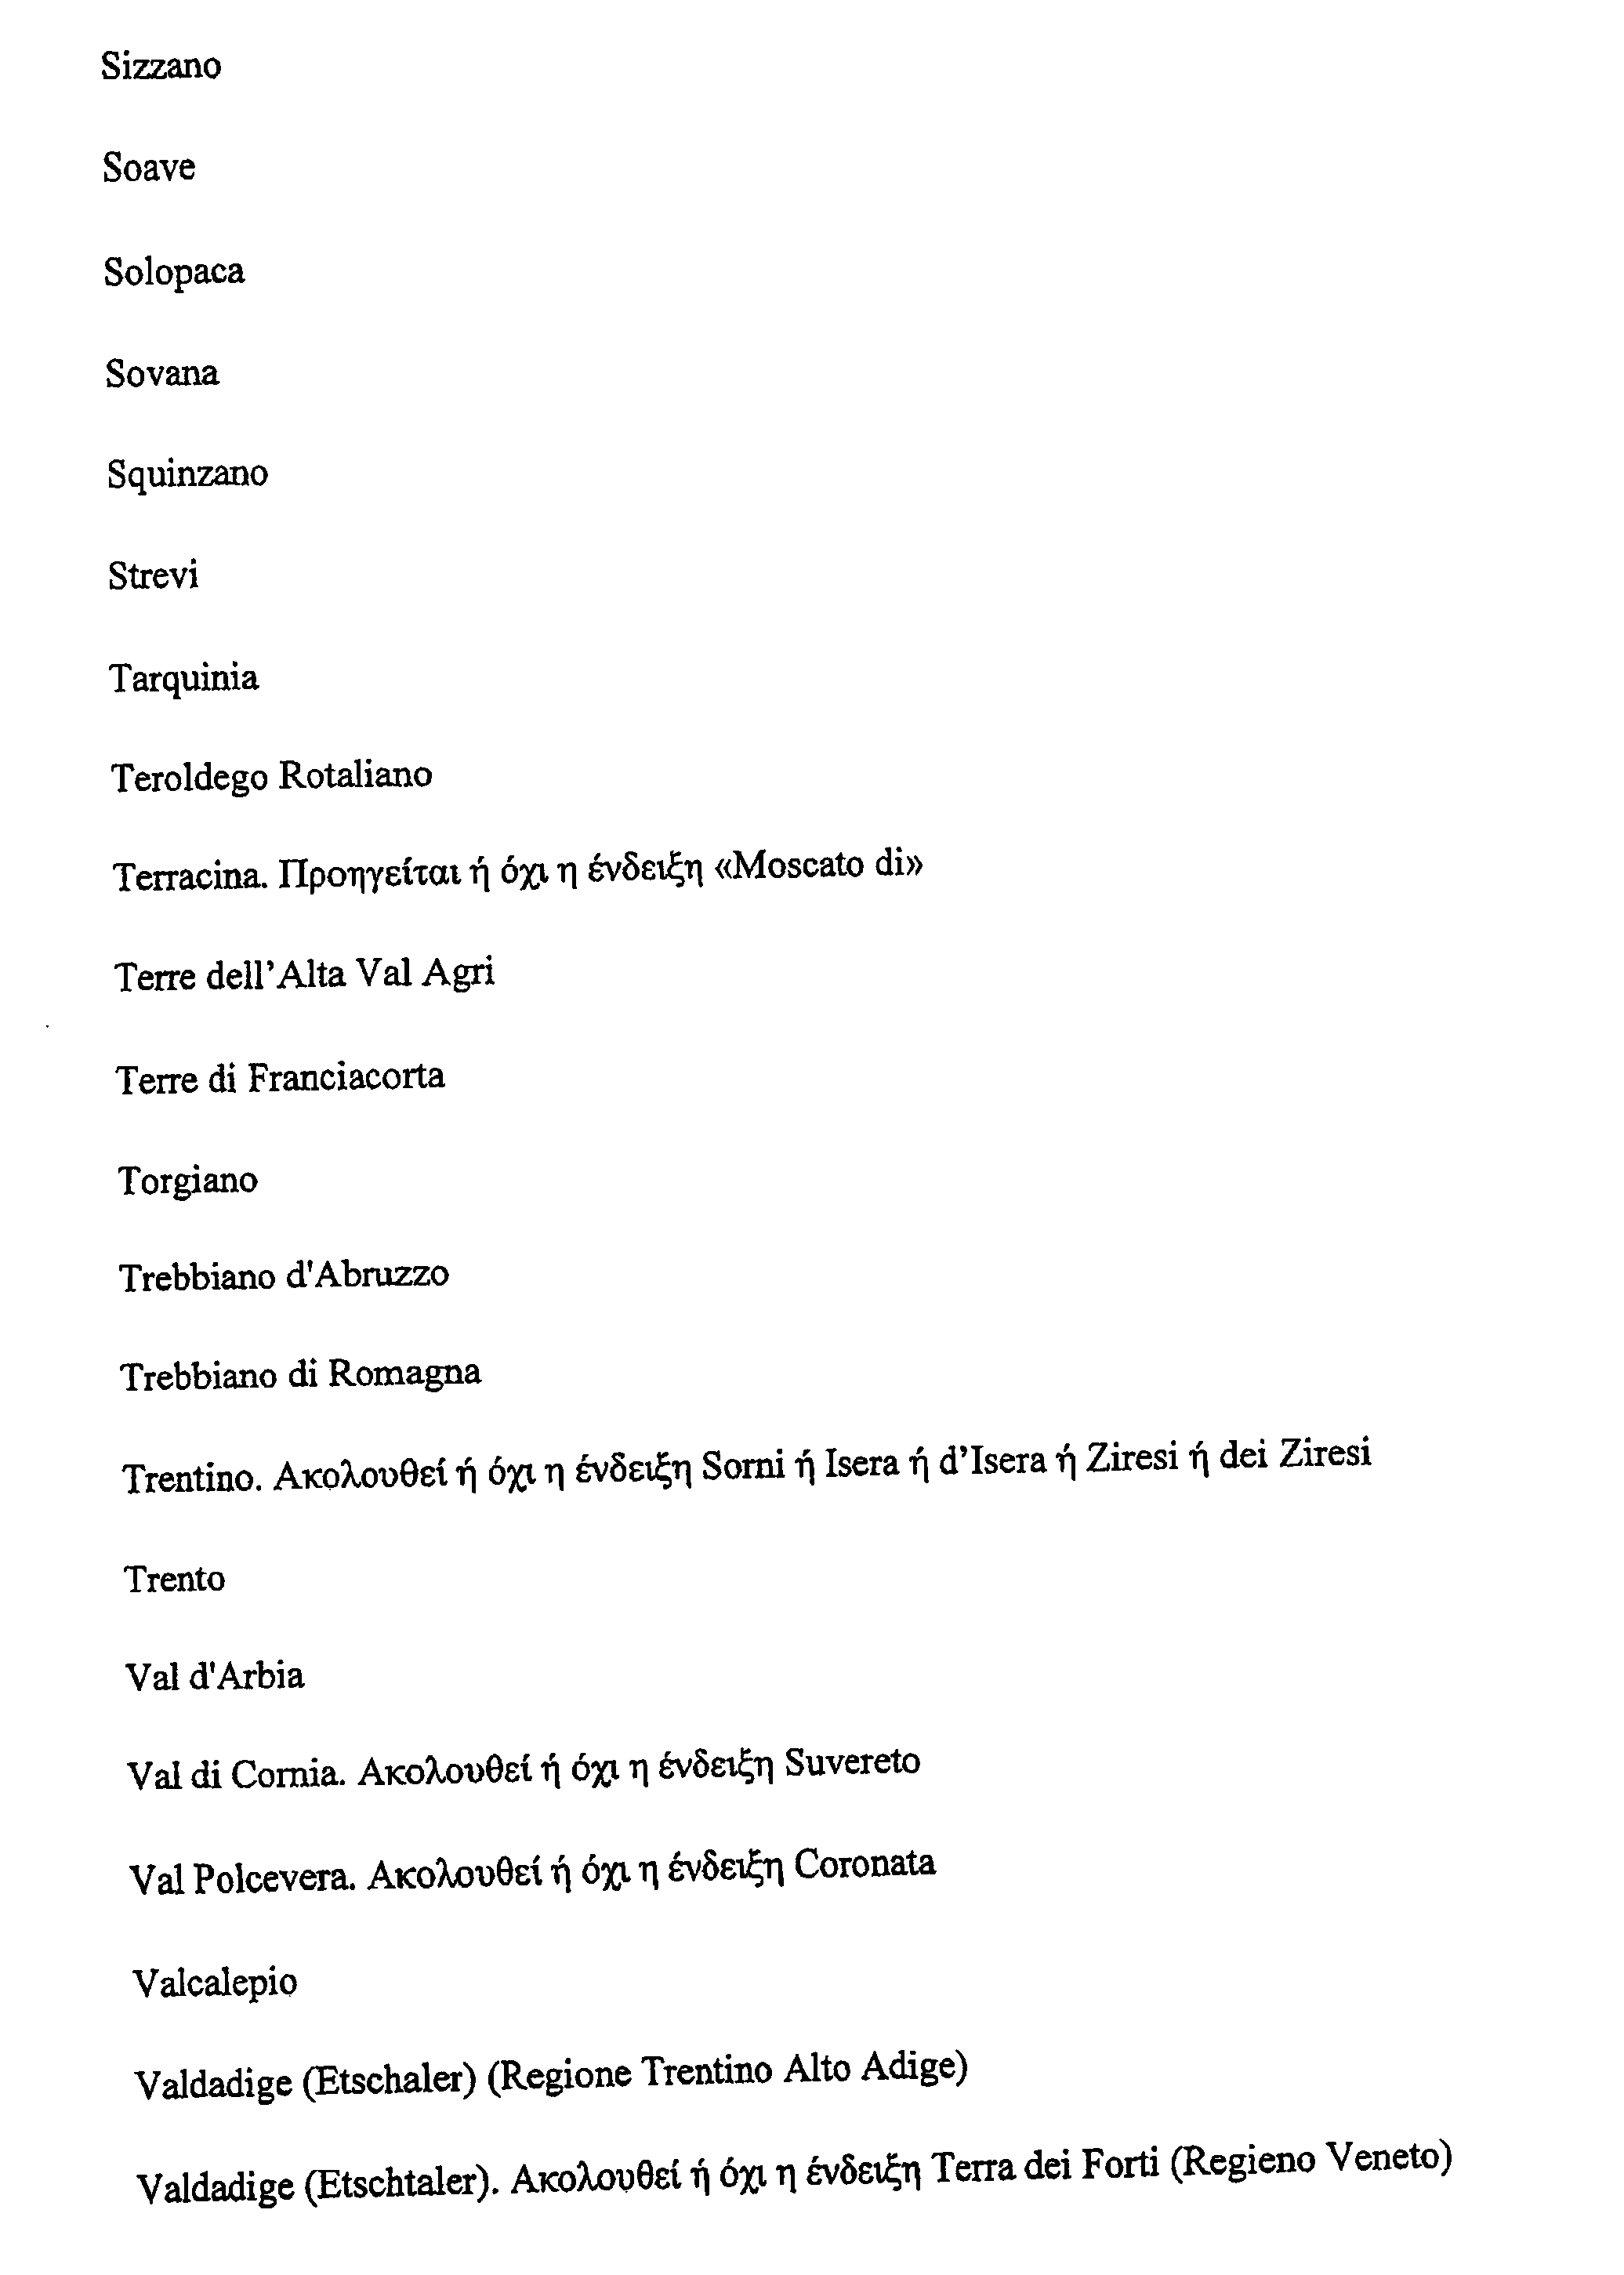 Sizzano
Soave
Solopaca
Sovana
Squinzano
Strevi
Tarquinia
Teroldego Rotaliano
Terracina. Προηγείται ή όχι η ένδειξη «Moscato di»
Terre dell’Alta Val Agri
Terre di Franciacorta
Torgiano
Trebbiano d'Abruzzo
Trebbiano di Romagna
Trentino. Ακολουθεί ή όχι η ένδειξη Sorni ή Isera ή d’Isera ή Ziresi ή dei Ziresi
Trento
Val d'Arbia
Val di Cornia. Ακολουθεί ή όχι η ένδειξη Suvereto
Val Polcevera. Ακολουθεί ή όχι η ένδειξη Coronata
Valcalepio
Valdadige (Etschaler) (Regione Trentino Alto Adige)
Valdadige (Etschtaler). Ακολουθεί ή όχι η ένδειξη Terra dei Forti (Regieno Veneto)